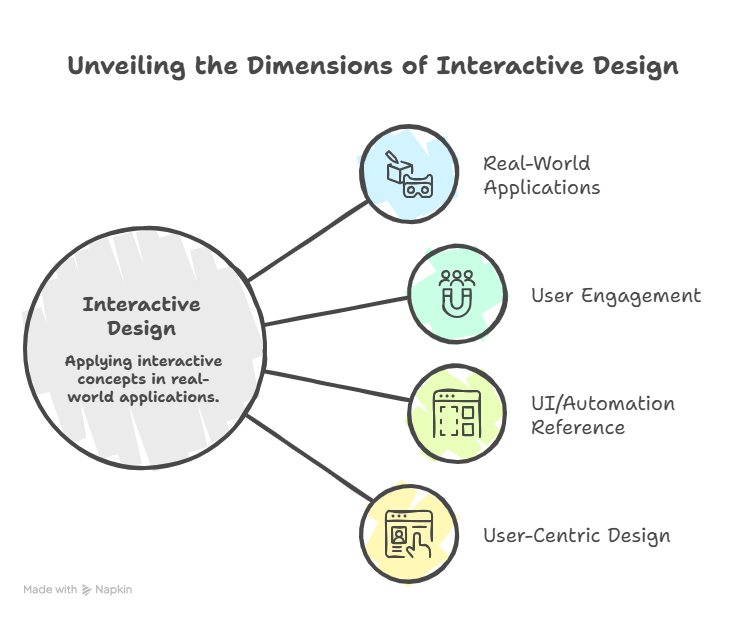 Unveiling the Dimensions of Interactive Design
Real-World
Applications
User Engagement
Interactive
Design
Applying interactive
concepts in real-
world applications.
UI/Automation
Reference
User-Centric Design
Made with Napkin